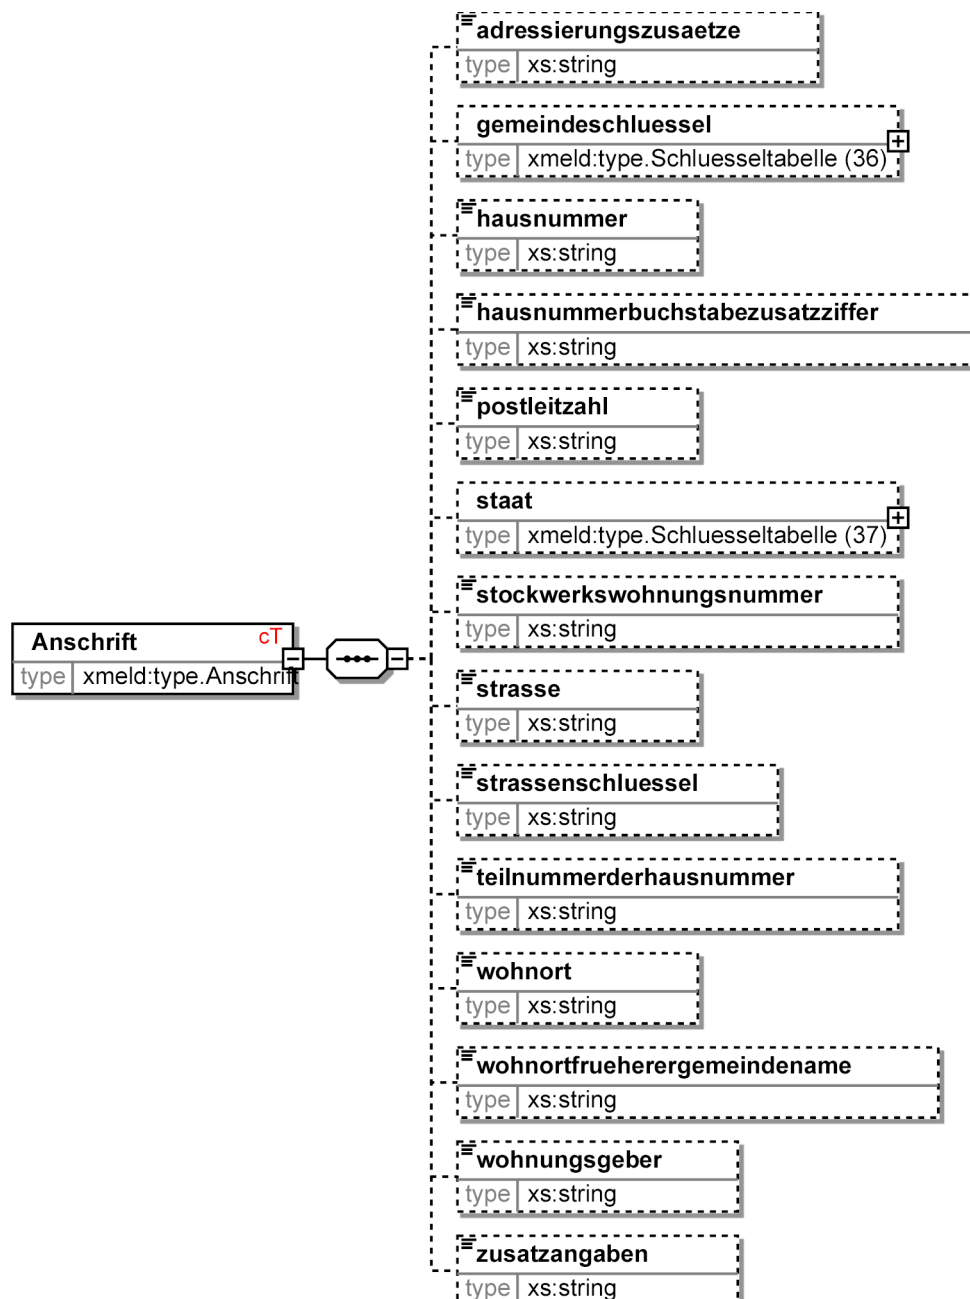 adressierungszusaetze
type xs:string
gemeindeschluessel
type xmeld:type.Schluesseltabelle (36)
hausnummer
type xs:string
hausnummerbuchstabezusatzziffer
type xs:string
postleitzahl
type xs:string
staat
type xmeld:type.Schluesseltabelle (37)
stockwerkswohnungsnummer
type xs:string
Anschrift cT
type xmeld:type.Anschrift
strasse
type xs:string
strassenschluessel
type xs:string
teilnummerderhausnummer
type xs:string
wohnort
type xs:string
wohnortfrueherergemeindename
type xs:string
wohnungsgeber
type xs:string
zusatzangaben
type xs:string